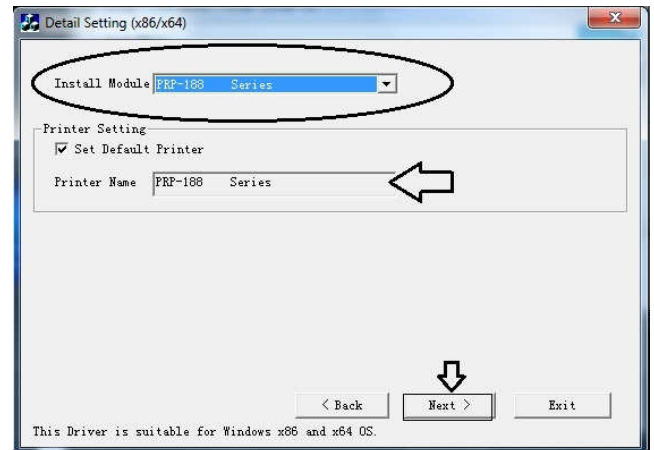 Detail Setting (x86/x64)
Install Module PRP-188 Series
Printer Setting
Set Default Printer
Printer Name PRP-188 Series
< Back Next > Exit
This Driver is suitable for Windows x86 and x64 OS.